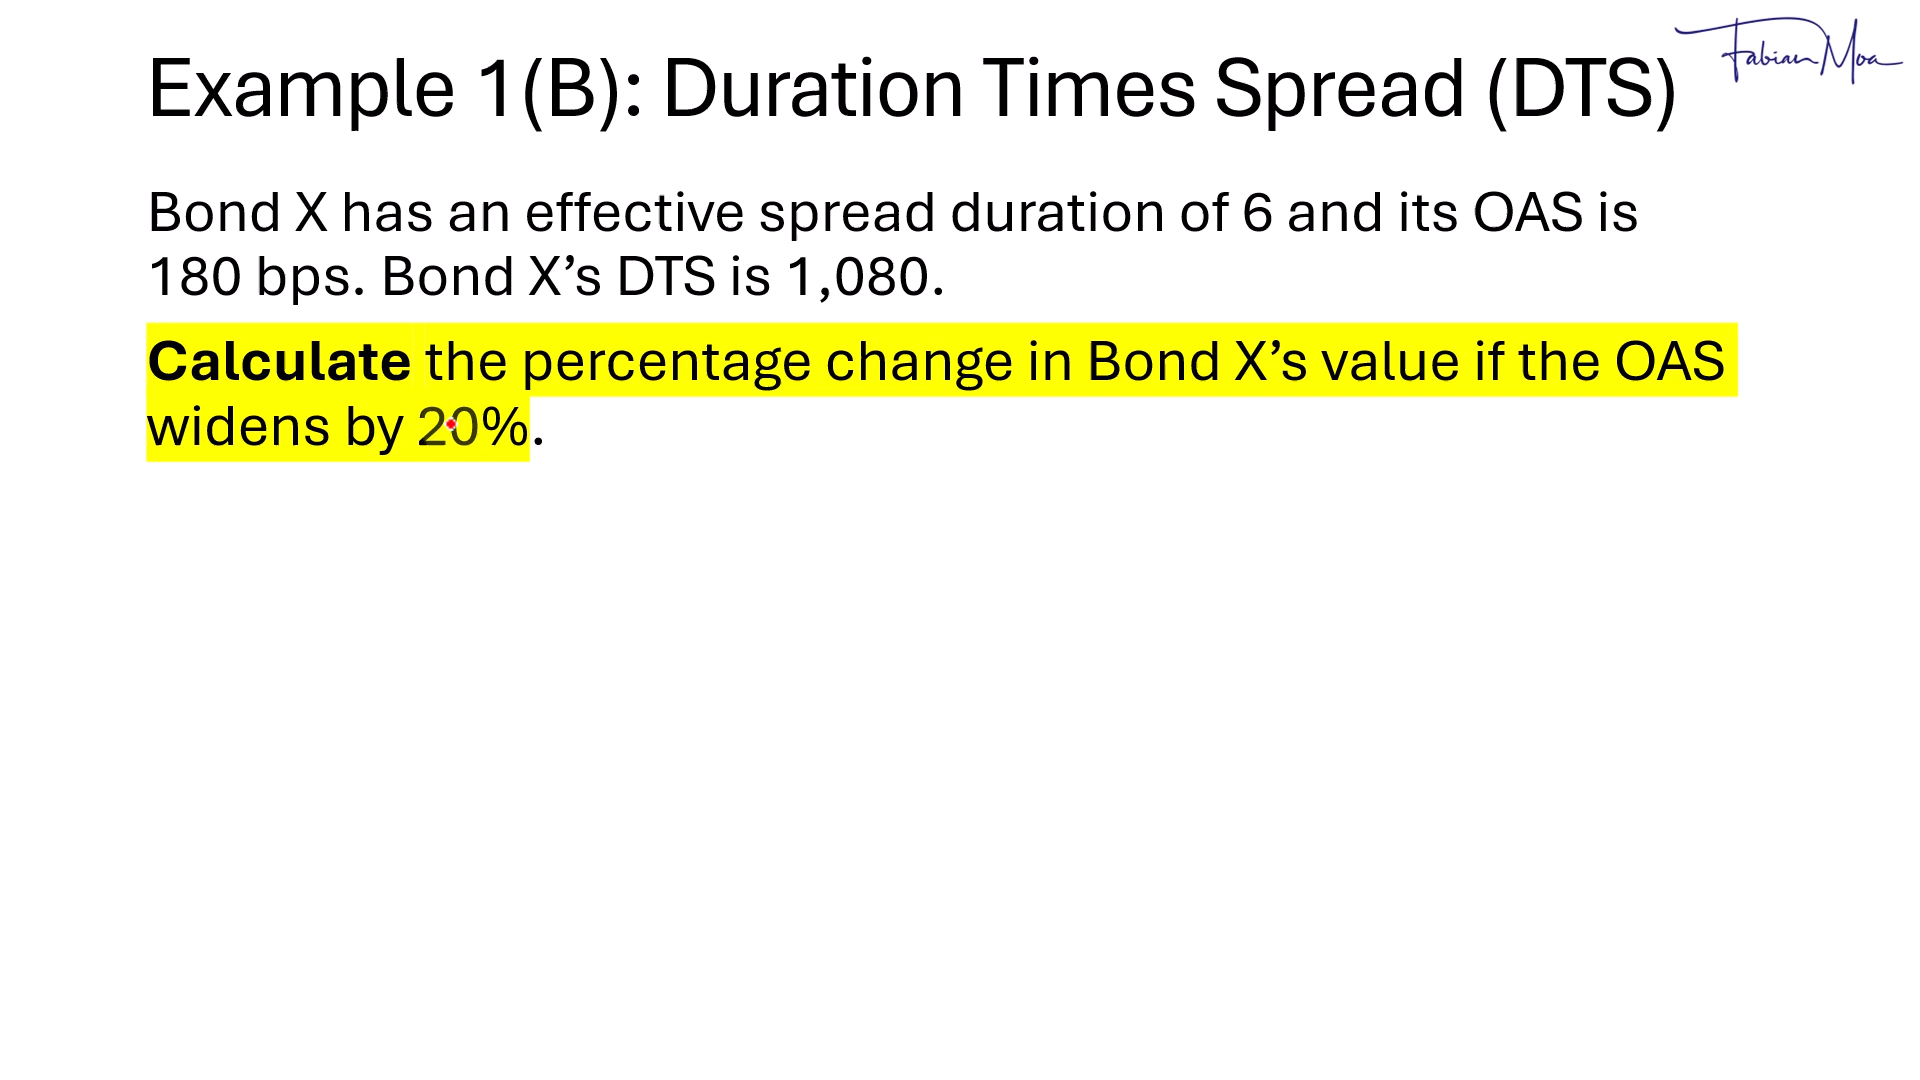 Fabian Moa
Example 1(B): Duration Times Spread (DTS)
Bond X has an effective spread duration of 6 and its OAS is
180 bps. Bond X’s DTS is 1,080.
Calculate the percentage change in Bond X’s value if the OAS
widens by 20%.